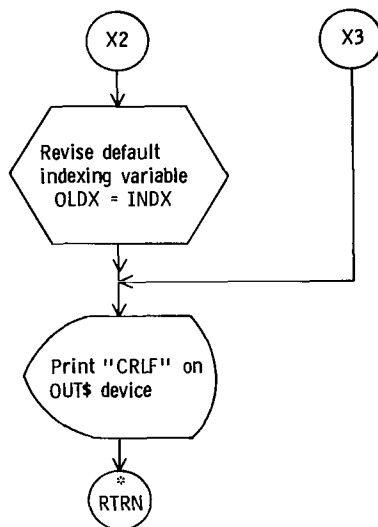 X2
X3
Revise default
indexing variable
OLDX = INDX
Print "CRLF" on
OUT$ device
*
RTRN